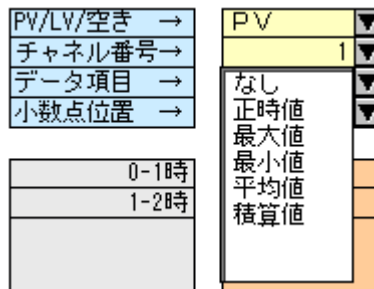 PV/LV/空き → PV
チャネル番号→ 1
データ項目 →
小数点位置 →
なし
正時値
最大値
最小値
平均値
積算値
0-1時
1-2時